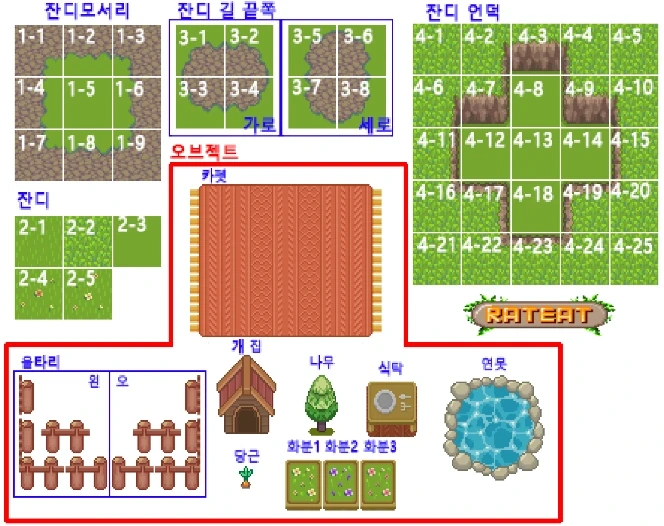 잔디모서리
1-1 1-2 1-3
1-4 1-5 1-6
1-7 1-8 1-9
잔디 길 끝쪽
3-1 3-2
3-3 3-4
가로
3-5 3-6
3-7 3-8
세로
잔디 언덕
4-1 4-2 4-3 4-4 4-5
4-6 4-7 4-8 4-9 4-10
4-11 4-12 4-13 4-14 4-15
4-16 4-17 4-18 4-19 4-20
4-21 4-22 4-23 4-24 4-25
잔디
2-1 2-2 2-3
2-4 2-5
오브젝트
카펫
RATEAT
울타리
왼 오
개 집
나무
식탁
연못
당근
화분1 화분2 화분3